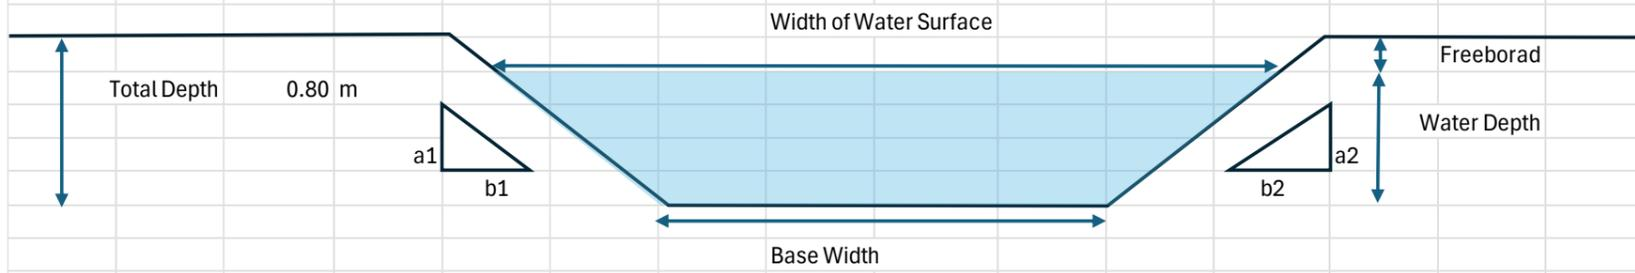 Width of Water Surface
Freeborad
Total Depth 0.80 m
Water Depth
a1
a2
b1
b2
Base Width